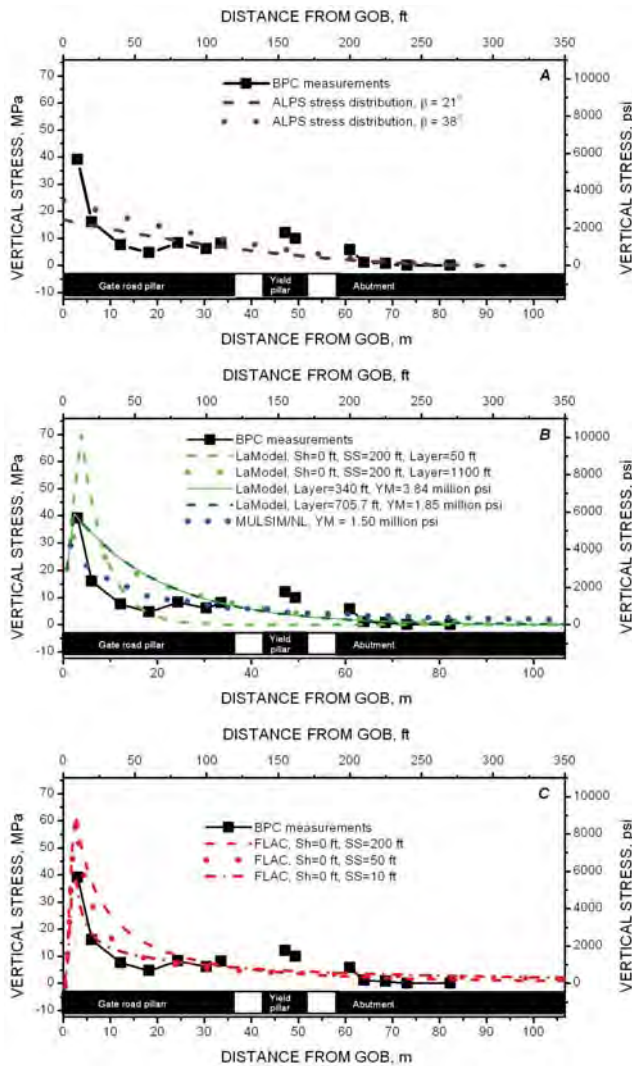 DISTANCE FROM GOB, ft
0 50 100 150 200 250 300 350
A
BPC measurements
ALPS stress distribution, β = 21°
ALPS stress distribution, β = 38°
VERTICAL STRESS, MPa
70
60
50
40
30
20
10
0
-10
VERTICAL STRESS, psi
10000
8000
6000
4000
2000
0
Gate road pillar
Yield
pillar
Abutment
0 10 20 30 40 50 60 70 80 90 100
DISTANCE FROM GOB, m
DISTANCE FROM GOB, ft
0 50 100 150 200 250 300 350
B
BPC measurements
LaModel, Sh=0 ft, SS=200 ft, Layer=50 ft
LaModel, Sh=0 ft, SS=200 ft, Layer=1100 ft
LaModel, Layer=340 ft, YM=3.84 million psi
LaModel, Layer=705.7 ft, YM=1.85 million psi
MULSIM/NL, YM = 1.50 million psi
VERTICAL STRESS, MPa
70
60
50
40
30
20
10
0
-10
VERTICAL STRESS, psi
10000
8000
6000
4000
2000
0
Gate road pillar
Yield
pillar
Abutment
0 10 20 30 40 50 60 70 80 90 100
DISTANCE FROM GOB, m
DISTANCE FROM GOB, ft
0 50 100 150 200 250 300 350
C
BPC measurements
FLAC, Sh=0 ft, SS=200 ft
FLAC, Sh=0 ft, SS=50 ft
FLAC, Sh=0 ft, SS=10 ft
VERTICAL STRESS, MPa
70
60
50
40
30
20
10
0
-10
VERTICAL STRESS, psi
10000
8000
6000
4000
2000
0
Gate road pillarr
Yield
pillar
Abutment
0 10 20 30 40 50 60 70 80 90 100
DISTANCE FROM GOB, m